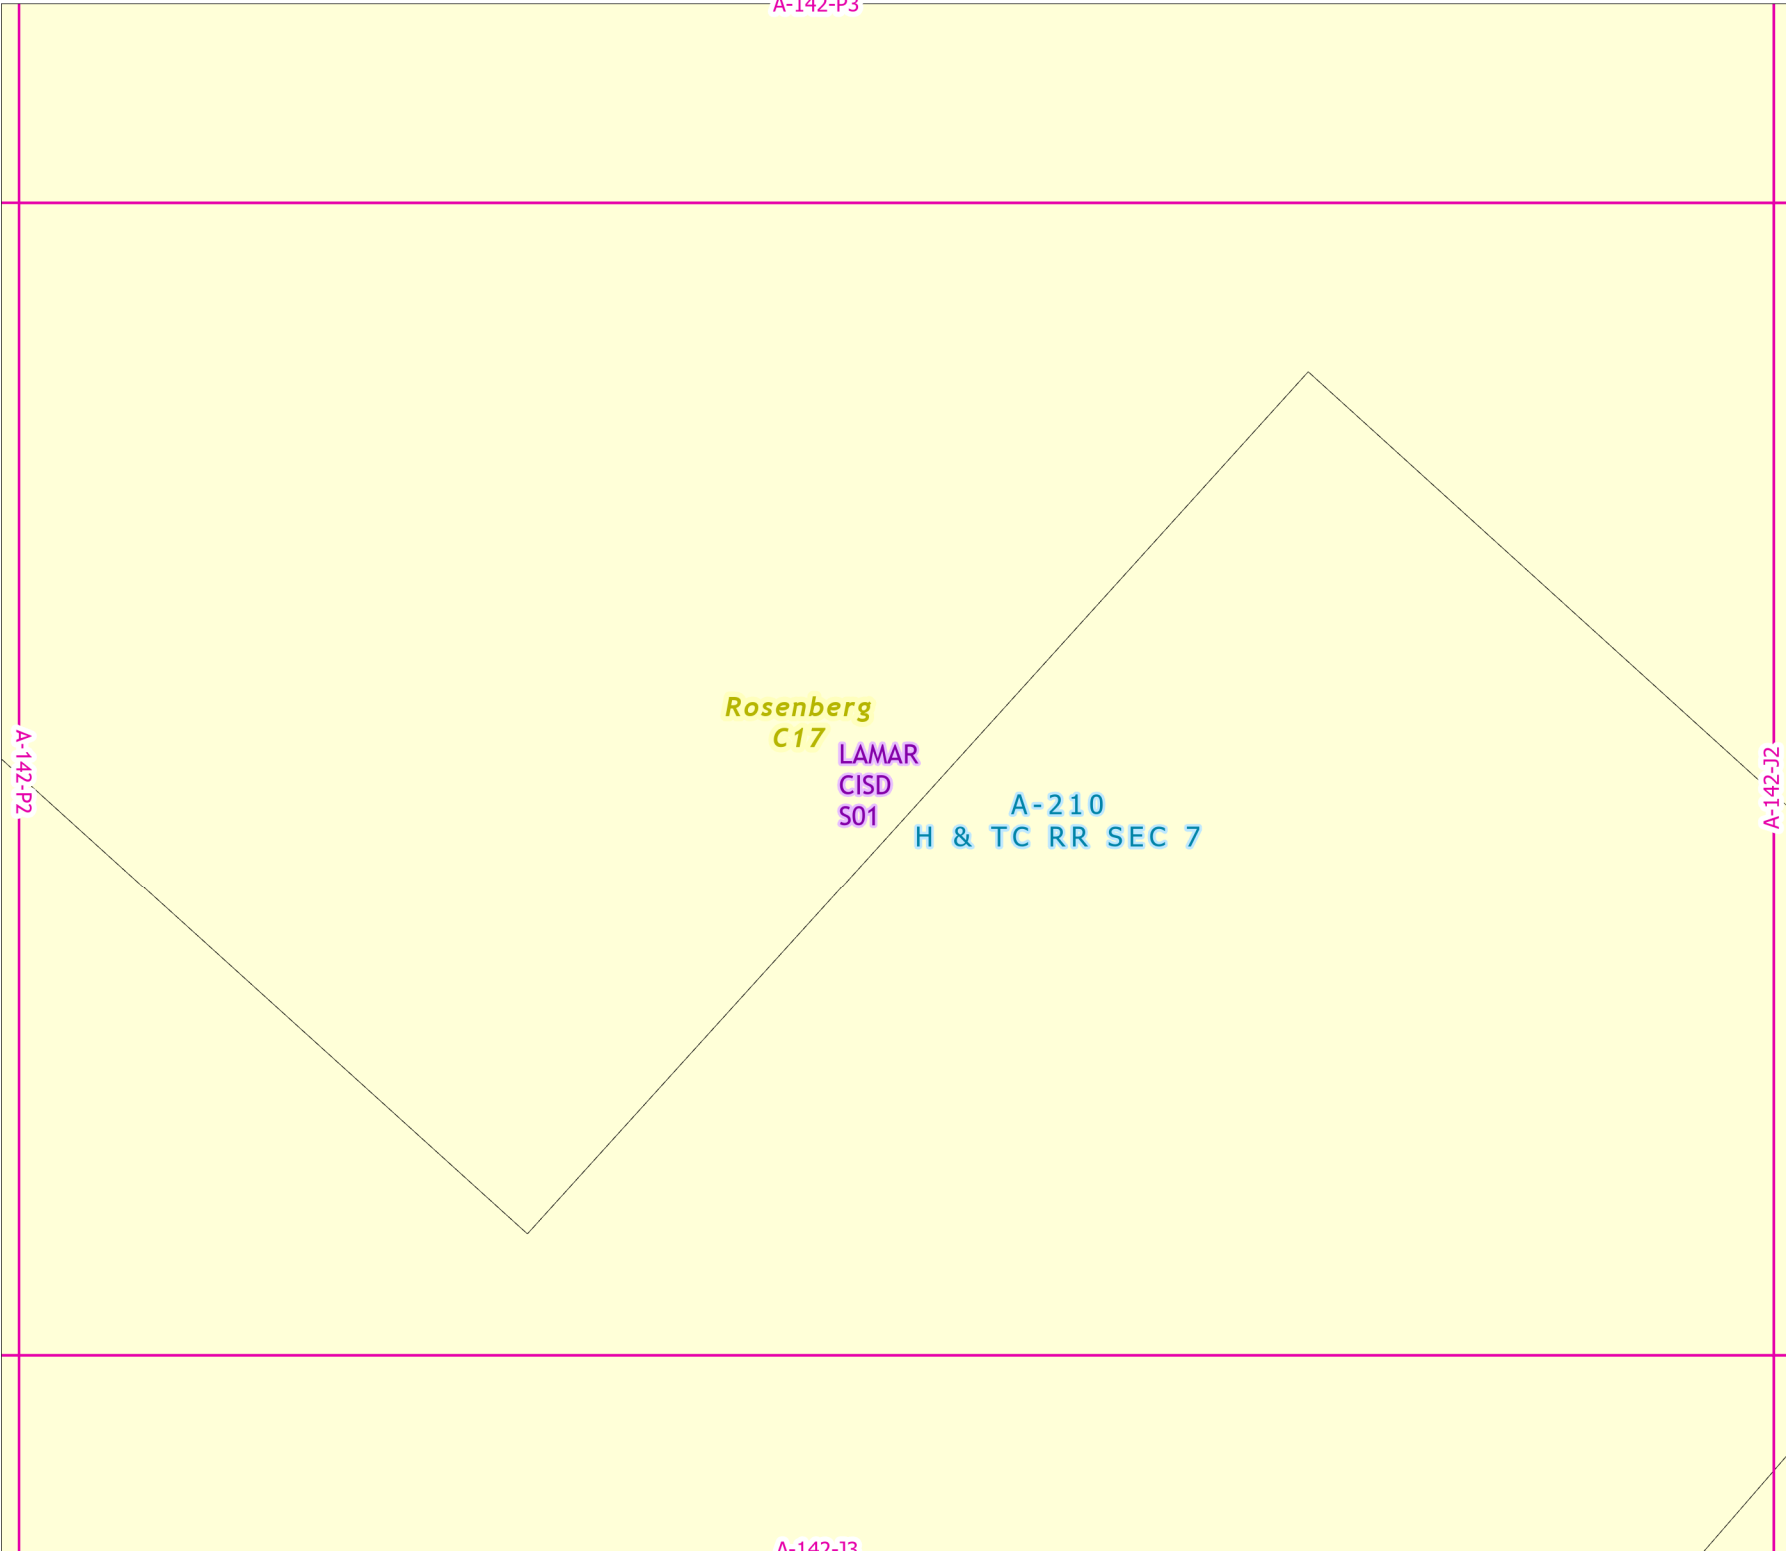 A-142-P3
Rosenberg
C17
LAMAR
CISD
S01
A-142-P2
A-142-J2
A-210
H & TC RR SEC 7
A-142-J3